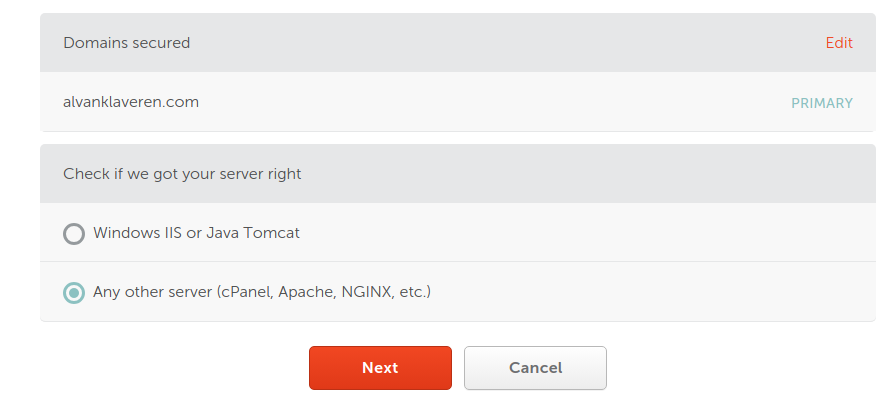 Domains secured Edit
alvanklaveren.com PRIMARY
Check if we got your server right
Windows IIS or Java Tomcat
Any other server (cPanel, Apache, NGINX, etc.)
Next Cancel